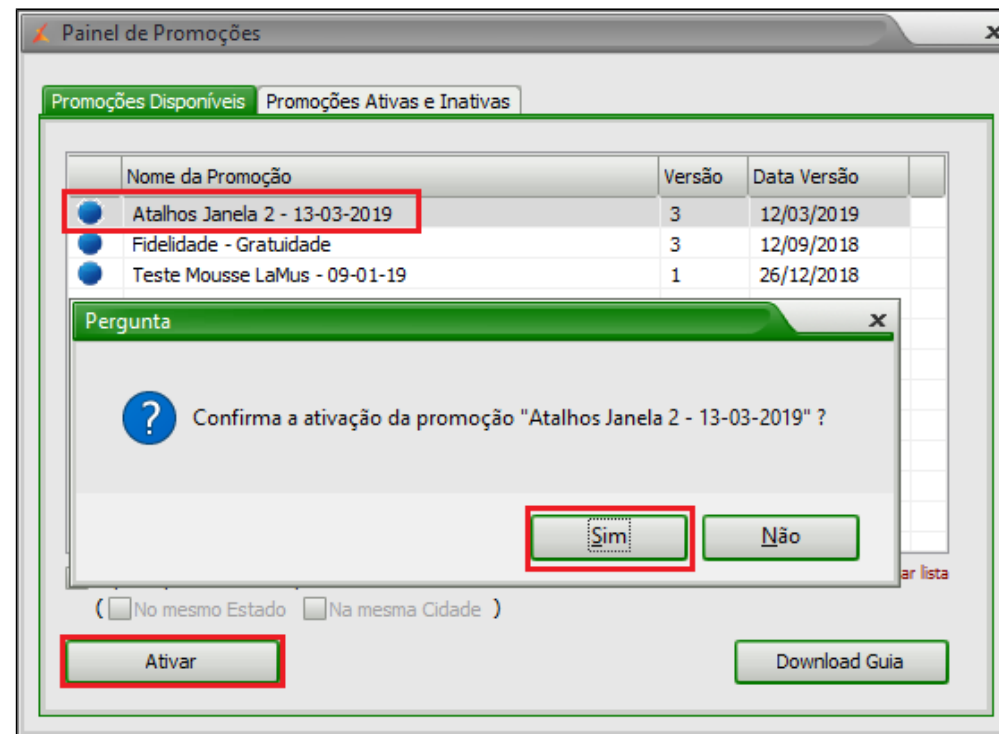 Painel de Promoções
Promoções Disponíveis Promoções Ativas e Inativas
Nome da Promoção Versão Data Versão
Atalhos Janela 2 - 13-03-2019 3 12/03/2019
Fidelidade - Gratuidade 3 12/09/2018
Teste Mousse LaMus - 09-01-19 1 26/12/2018
Pergunta x
Confirma a ativação da promoção "Atalhos Janela 2 - 13-03-2019" ?
Sim Não
lista
( No mesmo Estado Na mesma Cidade )
Ativar Download Guia